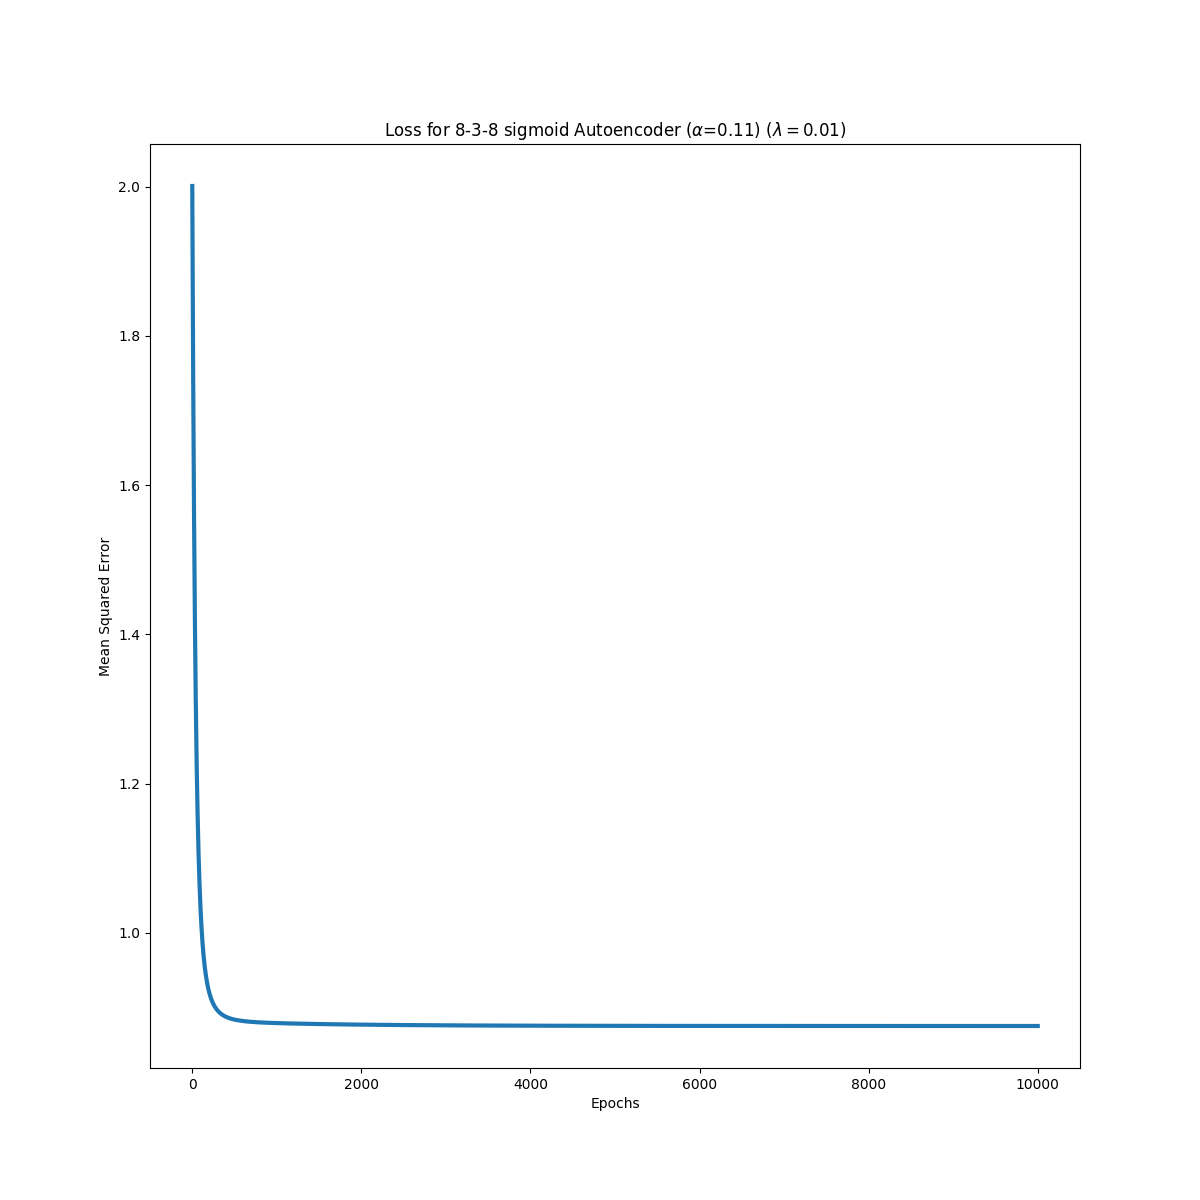 Loss for 8-3-8 sigmoid Autoencoder (α=0.11) (λ = 0.01)
2.0
1.8
1.6
1.4
1.2
1.0
Mean Squared Error
0 2000 4000 6000 8000 10000
Epochs